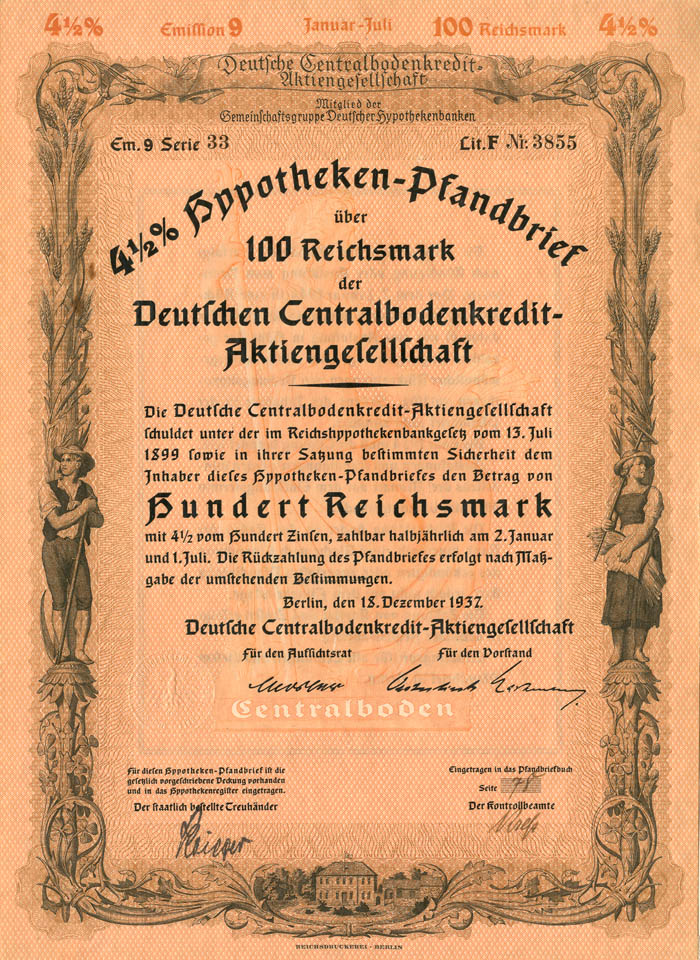 4½% Emission 9 Januar-Juli 100 Reichsmark 4½%
Deutsche Centralbodenkredit-
Aktiengesellschaft
Mitglied der
Gemeinschaftsgruppe Deutscher Hypothekenbanken
Em. 9 Serie 33 Lit. F Nr. 3855
4½% Hypotheken-Pfandbrief
über
100 Reichsmark
der
Deutschen Centralbodenkredit-
Aktiengesellschaft
Die Deutsche Centralbodenkredit-Aktiengesellschaft
schuldet unter der im Reichshypothekenbankgesetz vom 13. Juli
1899 sowie in ihrer Satzung bestimmten Sicherheit dem
Inhaber dieses Hypotheken-Pfandbriefes den Betrag von
Hundert Reichsmark
mit 4½ vom Hundert Zinsen, zahlbar halbjährlich am 2. Januar
und 1. Juli. Die Rückzahlung des Pfandbriefes erfolgt nach Maß-
gabe der umstehenden Bestimmungen.
Berlin, den 18. Dezember 1937.
Deutsche Centralbodenkredit-Aktiengesellschaft
Für den Aufsichtsrat Für den Vorstand
Centralboden
Für diesen Hypotheken-Pfandbrief ist die
gesetzlich vorgeschriebene Deckung vorhanden
und in das Hypothekenregister eingetragen.
Der staatlich bestellte Treuhänder
Eingetragen in das Pfandbriefbuch
Seite 78
Der Kontrollbeamte
REICHSDRUCKEREI · BERLIN